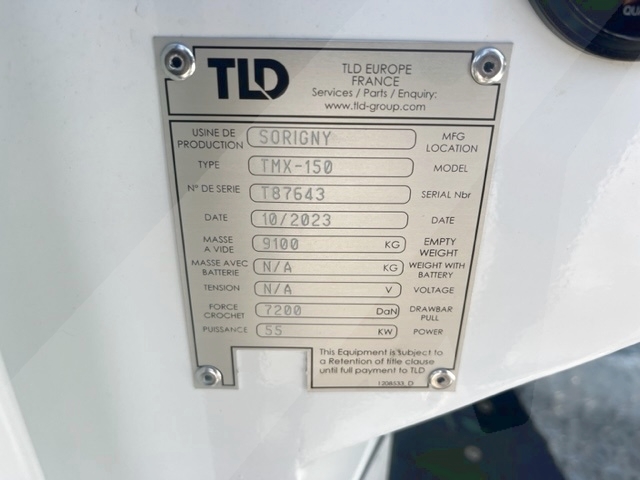 QU
TLD
TLD EUROPE
FRANCE
Services / Parts / Enquiry:
www.tld-group.com
USINE DE PRODUCTION SORIGNY MFG LOCATION
TYPE TMX-150 MODEL
N° DE SERIE T87643 SERIAL Nbr
DATE 10/2023 DATE
MASSE A VIDE 9100 KG EMPTY WEIGHT
MASSE AVEC BATTERIE N/A KG WEIGHT WITH BATTERY
TENSION N/A V VOLTAGE
FORCE CROCHET 7200 DaN DRAWBAR PULL
PUISSANCE 55 KW POWER
This Equipment is subject to
a Retention of title clause
until full payment to TLD
1208533_D